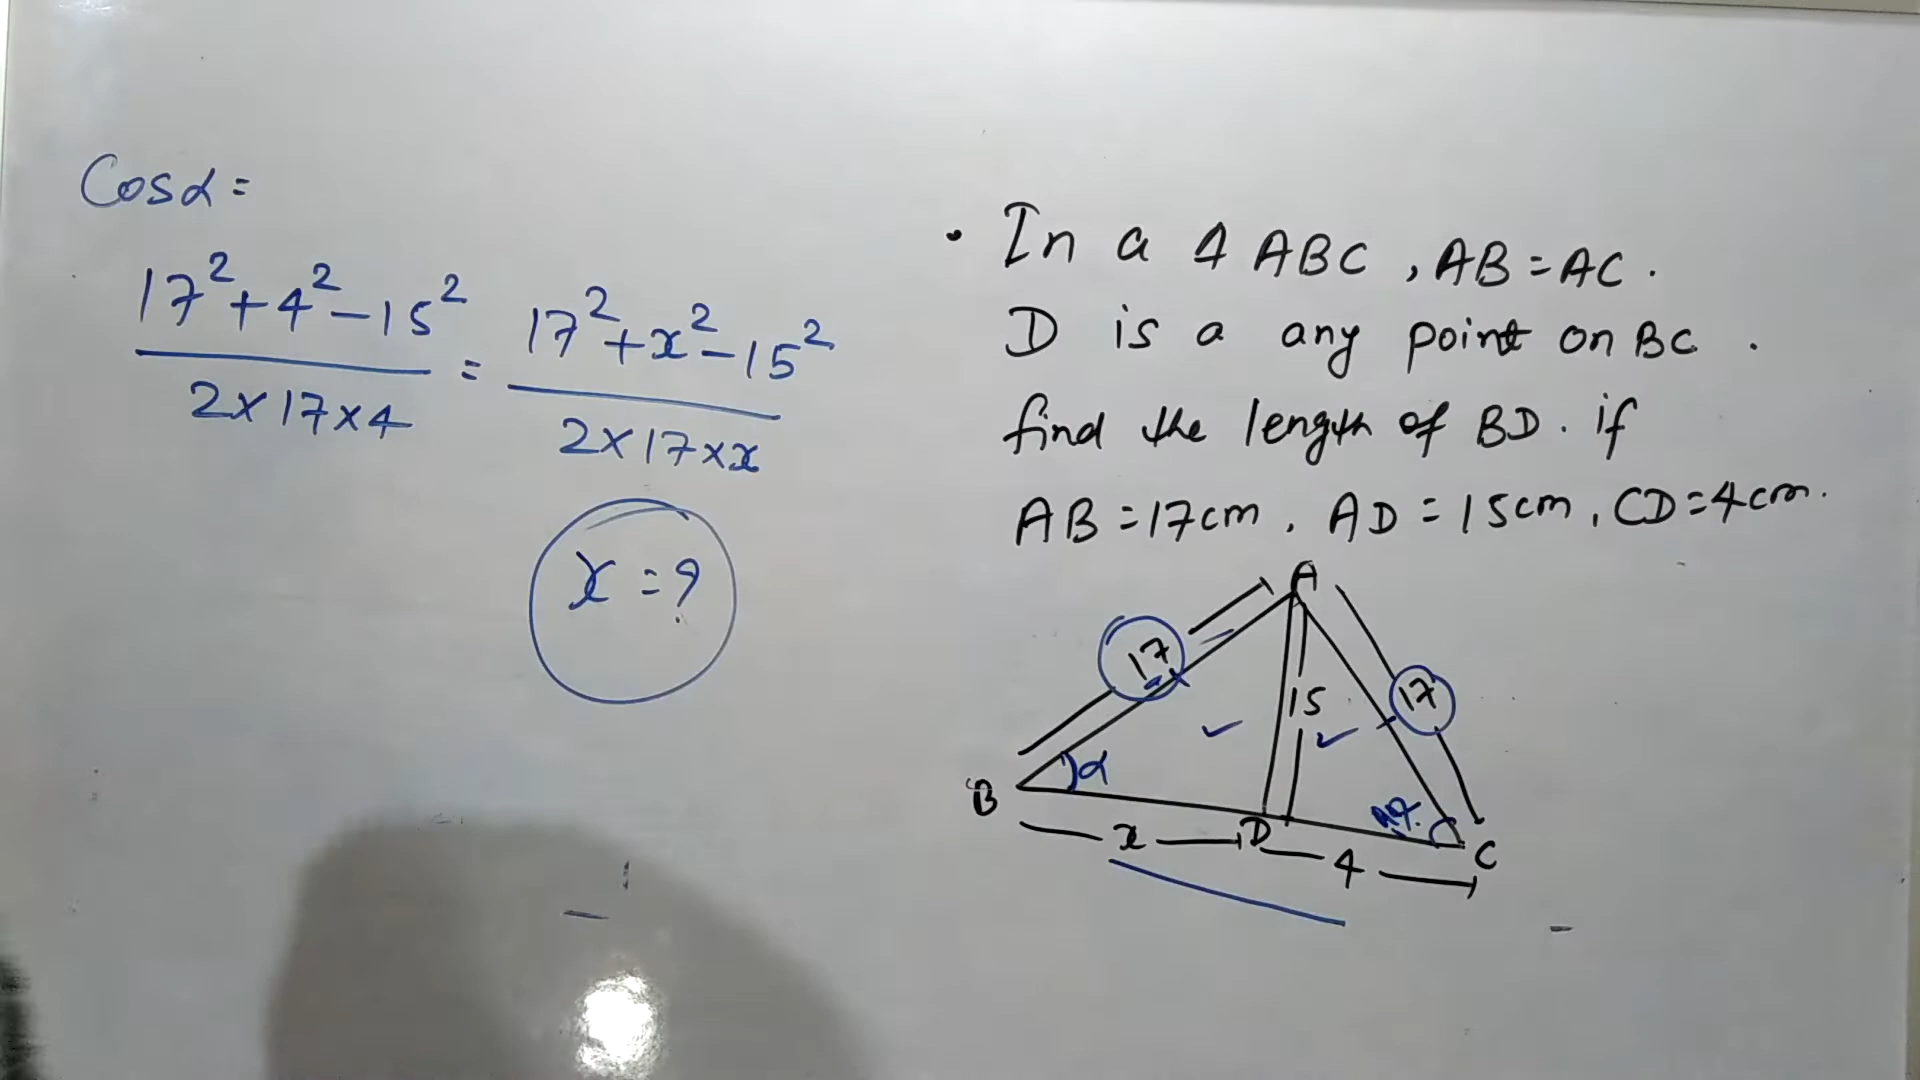 Cosα=
17²+4²-15² / 2×17×4 = 17²+x²-15² / 2×17×x
x=?
• In a Δ ABC, AB=AC.
D is a any point on BC.
find the length of BD. if
AB=17cm, AD=15cm, CD=4cm.
A
17 17
15
α
B D C
x 4